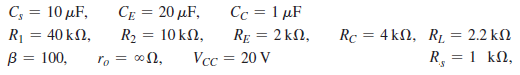 C_s = 10 μF, C_E = 20 μF, C_C = 1 μF
R_1 = 40 kΩ, R_2 = 10 kΩ, R_E = 2 kΩ, R_C = 4 kΩ, R_L = 2.2 kΩ
β = 100, r_o = ∞ Ω, V_CC = 20 V R_s = 1 kΩ,